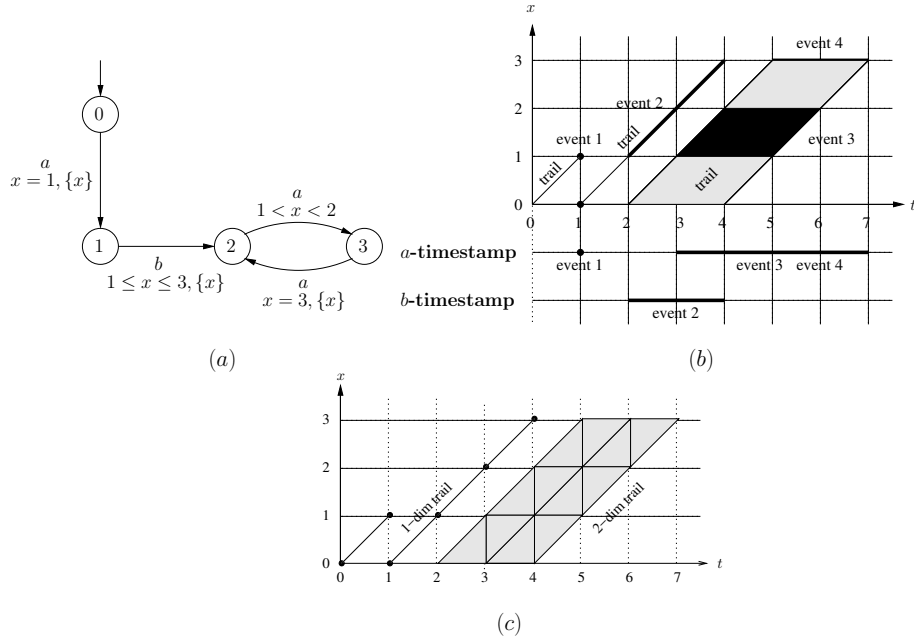 0
a
x = 1, {x}
1
b
1 ≤ x ≤ 3, {x}
2
a
1 < x < 2
3
a
x = 3, {x}
(a)
x
3
2
1
0
0
1
2
3
4
5
6
7
t
event 4
event 2
event 1
trail
trail
trail
event 3
a-timestamp
event 1
event 3
event 4
b-timestamp
event 2
(b)
x
3
2
1
0
0
1
2
3
4
5
6
7
t
1−dim trail
2−dim trail
(c)